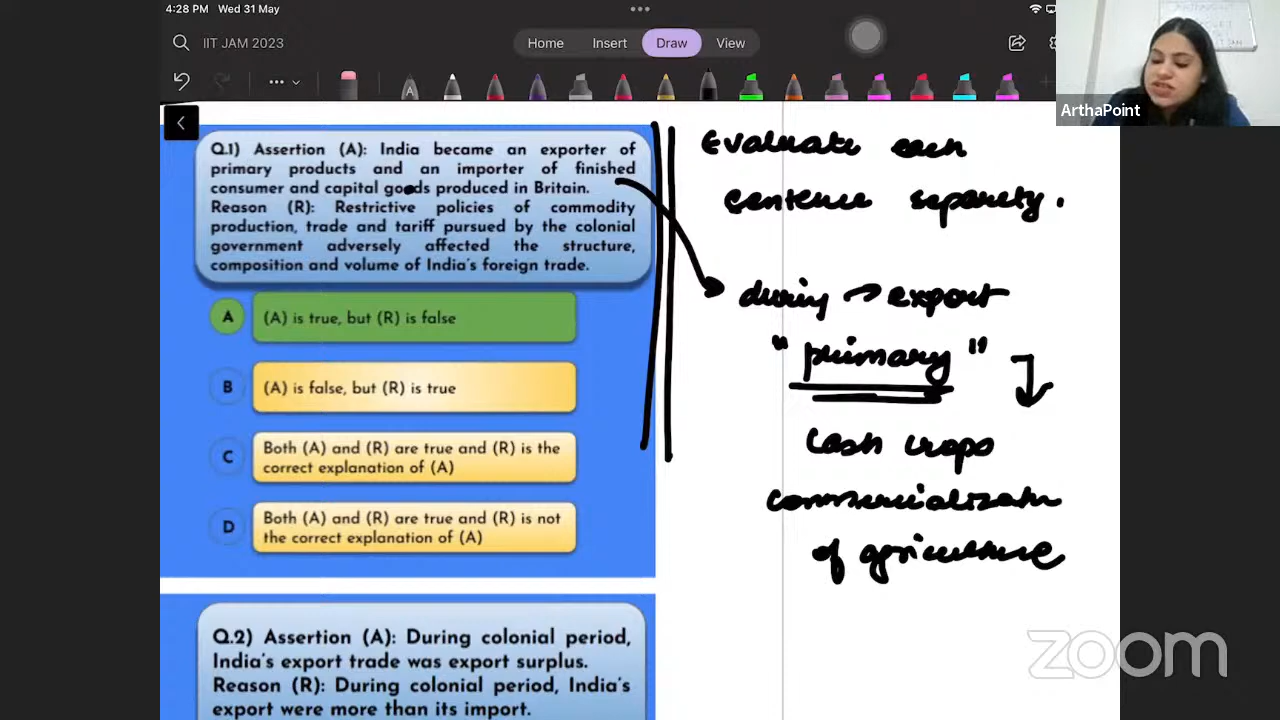 4:28 PM Wed 31 May
IIT JAM 2023
Home Insert Draw View
A
ArthaPoint
Q.1) Assertion (A): India became an exporter of
primary products and an importer of finished
consumer and capital goods produced in Britain.
Reason (R): Restrictive policies of commodity
production, trade and tariff pursued by the colonial
government adversely affected the structure,
composition and volume of India's foreign trade.
A (A) is true, but (R) is false
B (A) is false, but (R) is true
C Both (A) and (R) are true and (R) is the
correct explanation of (A)
D Both (A) and (R) are true and (R) is not
the correct explanation of (A)
Q.2) Assertion (A): During colonial period,
India's export trade was export surplus.
Reason (R): During colonial period, India's
export were more than its import.
Evaluate each
sentence separety.
during → export
"primary"
cash crops
commercializatn
of agriculture
zoom